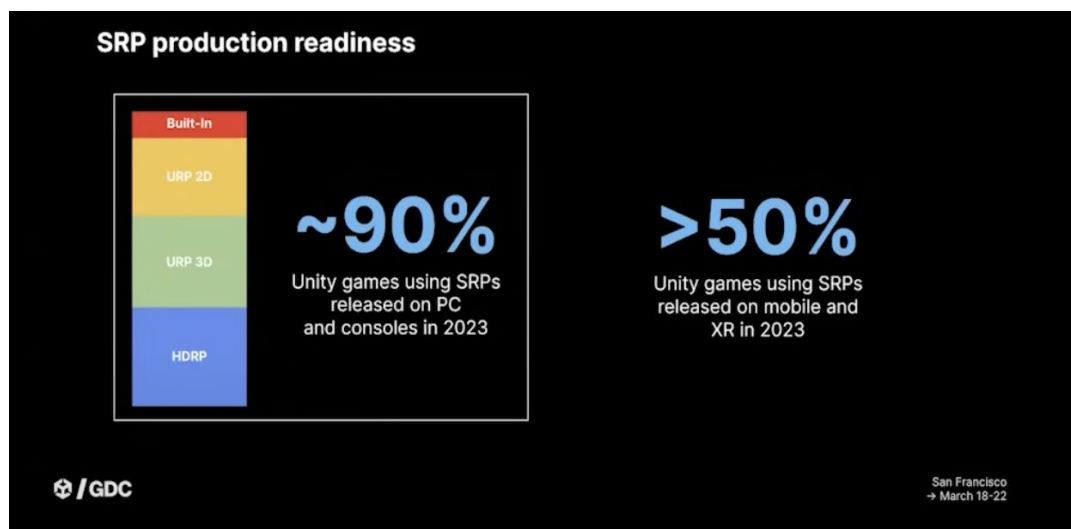 SRP production readiness
Built-In
URP 2D
URP 3D
HDRP
~90%
Unity games using SRPs
released on PC
and consoles in 2023
>50%
Unity games using SRPs
released on mobile and
XR in 2023
/GDC
San Francisco
→ March 18-22